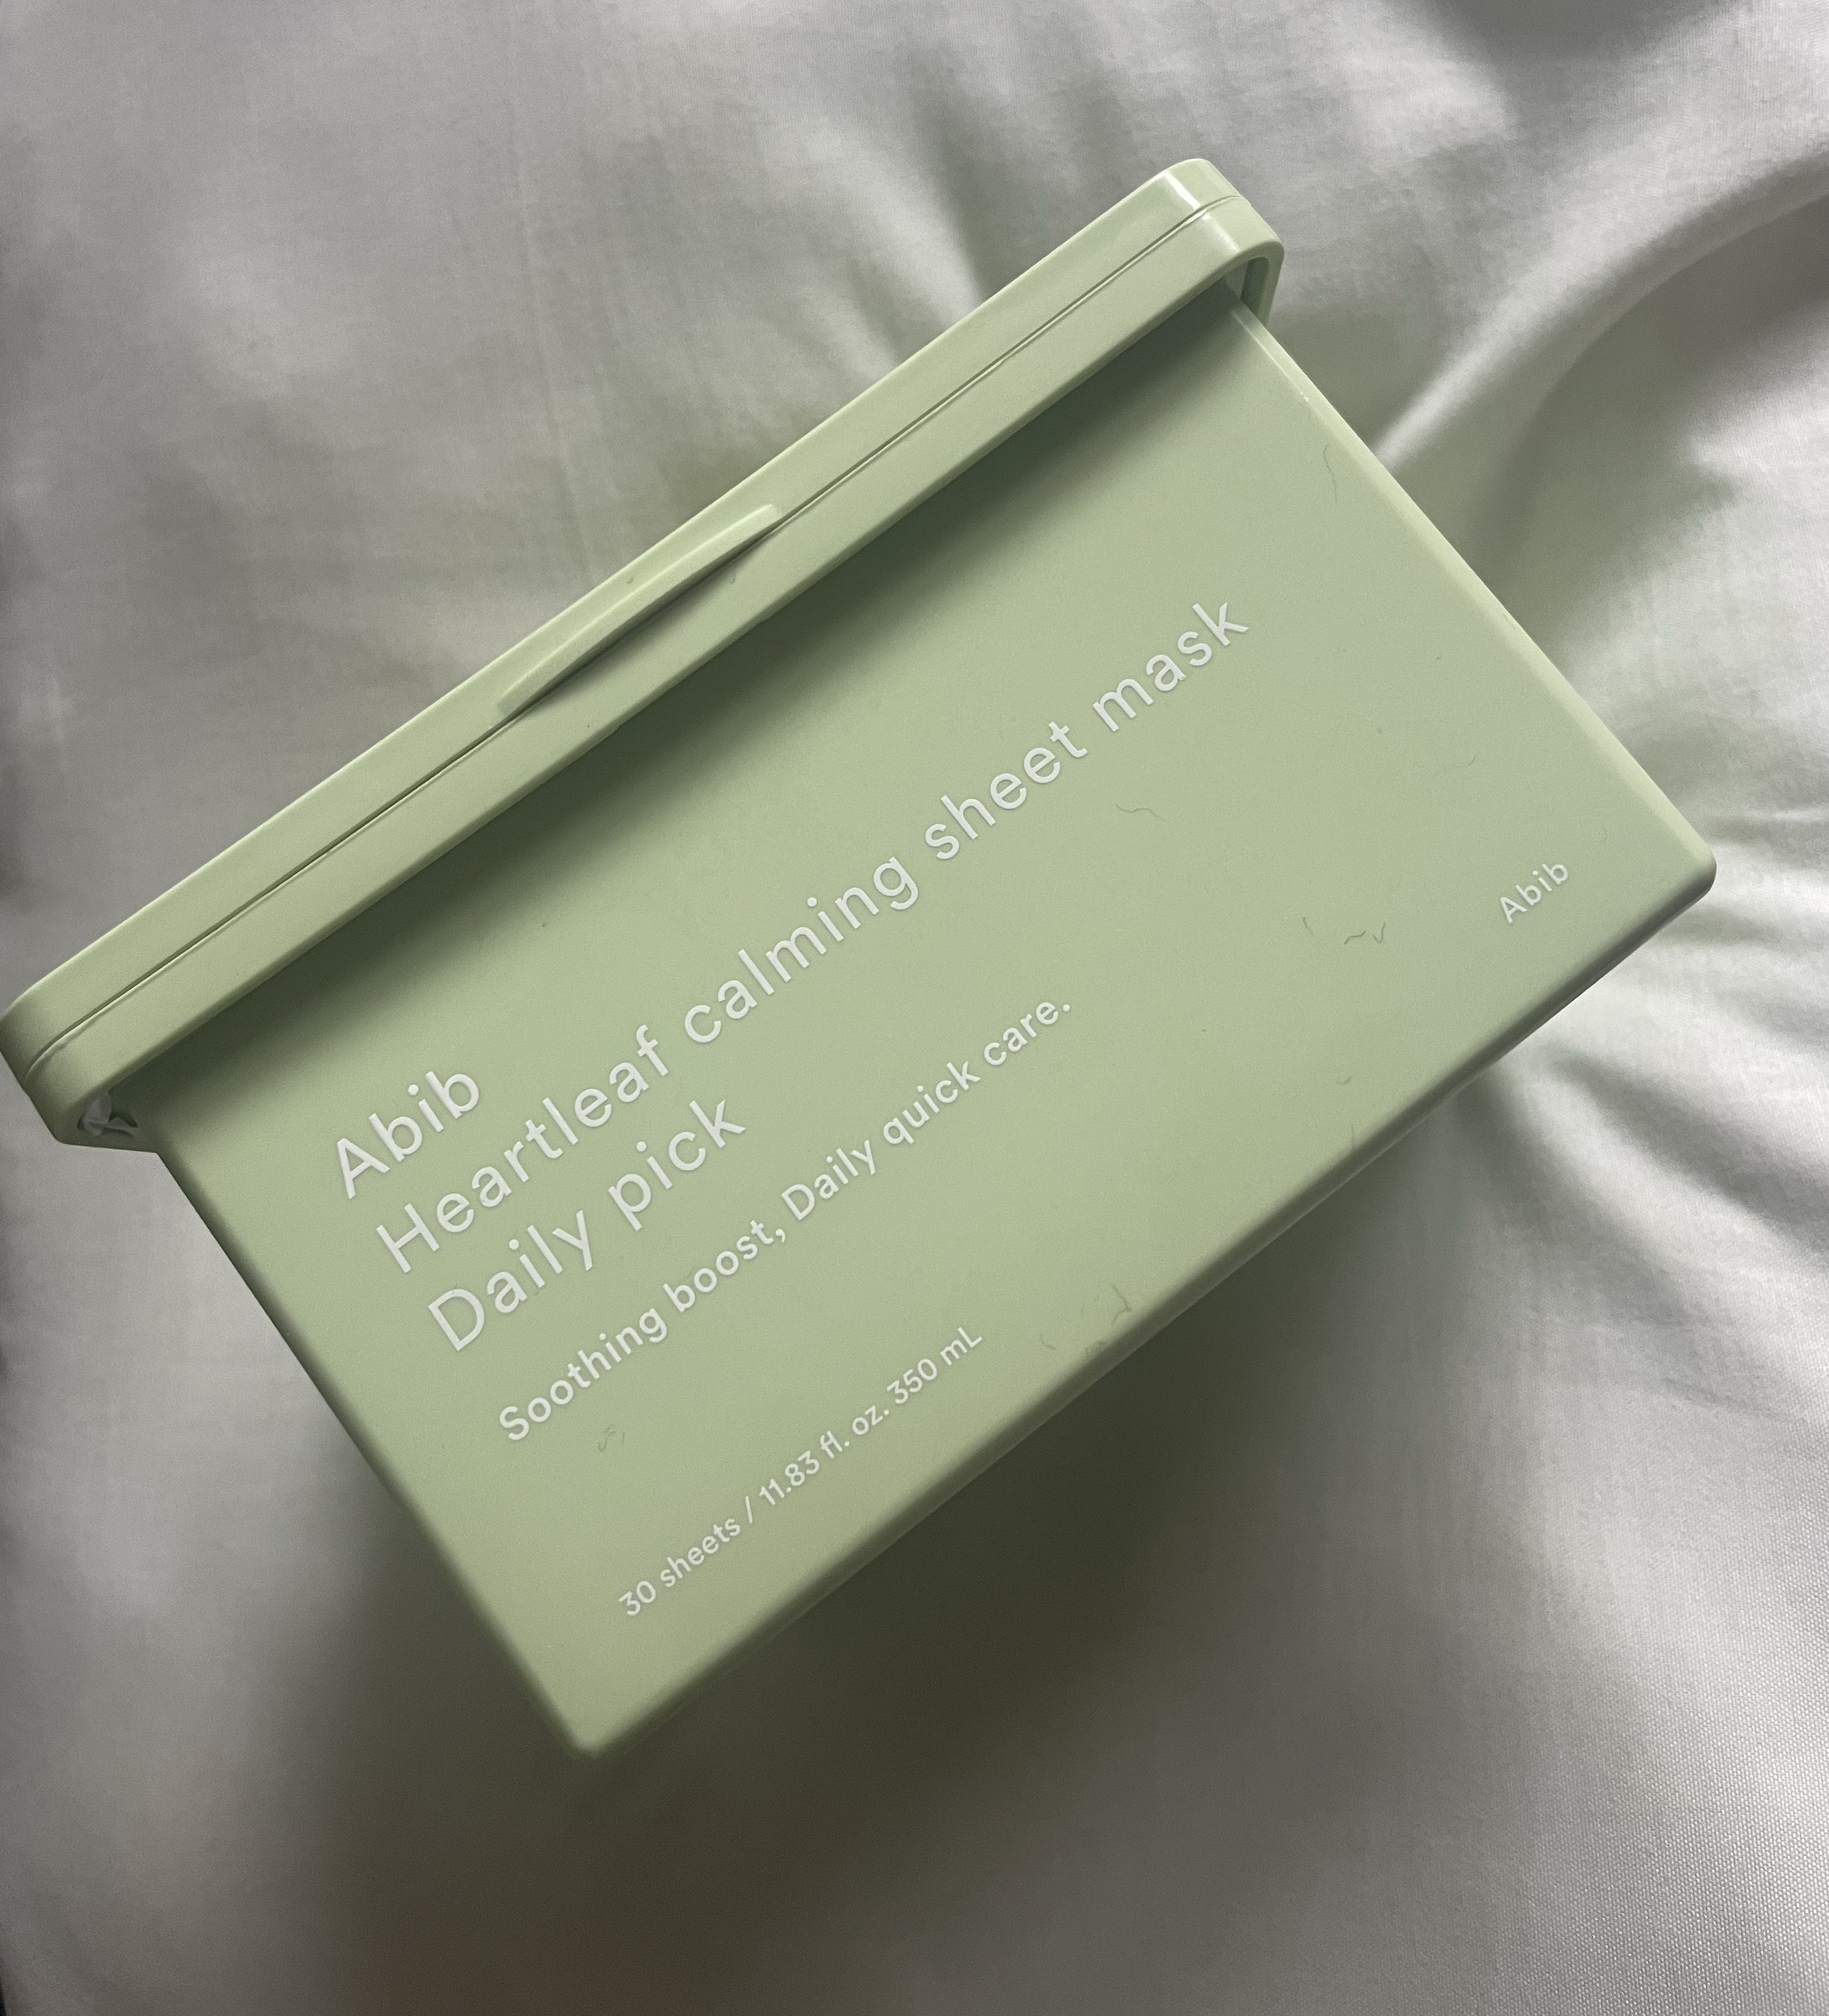 Abib
Heartleaf calming sheet mask
Daily pick
Soothing boost, Daily quick care.
30 sheets / 11.83 fl. oz. 350 mL
Abib